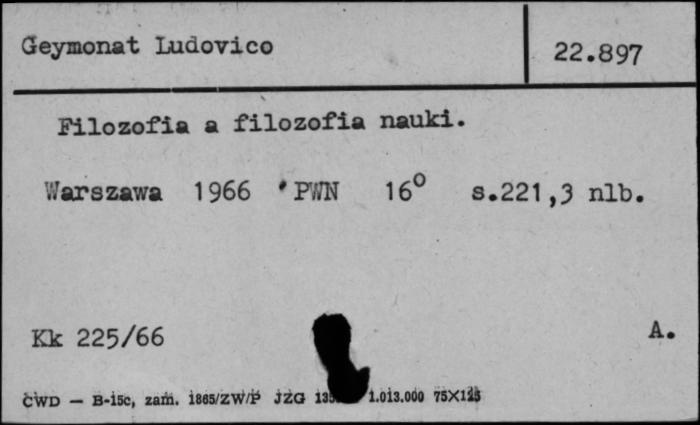 Geymonat Ludovico
22.897
Filozofia a filozofia nauki.
Warszawa 1966 PWN 16° s.221,3 nlb.
Kk 225/66
A.
CWD — B-15c, zam. 1865/ZW/P JZG 1.013.000 75X125